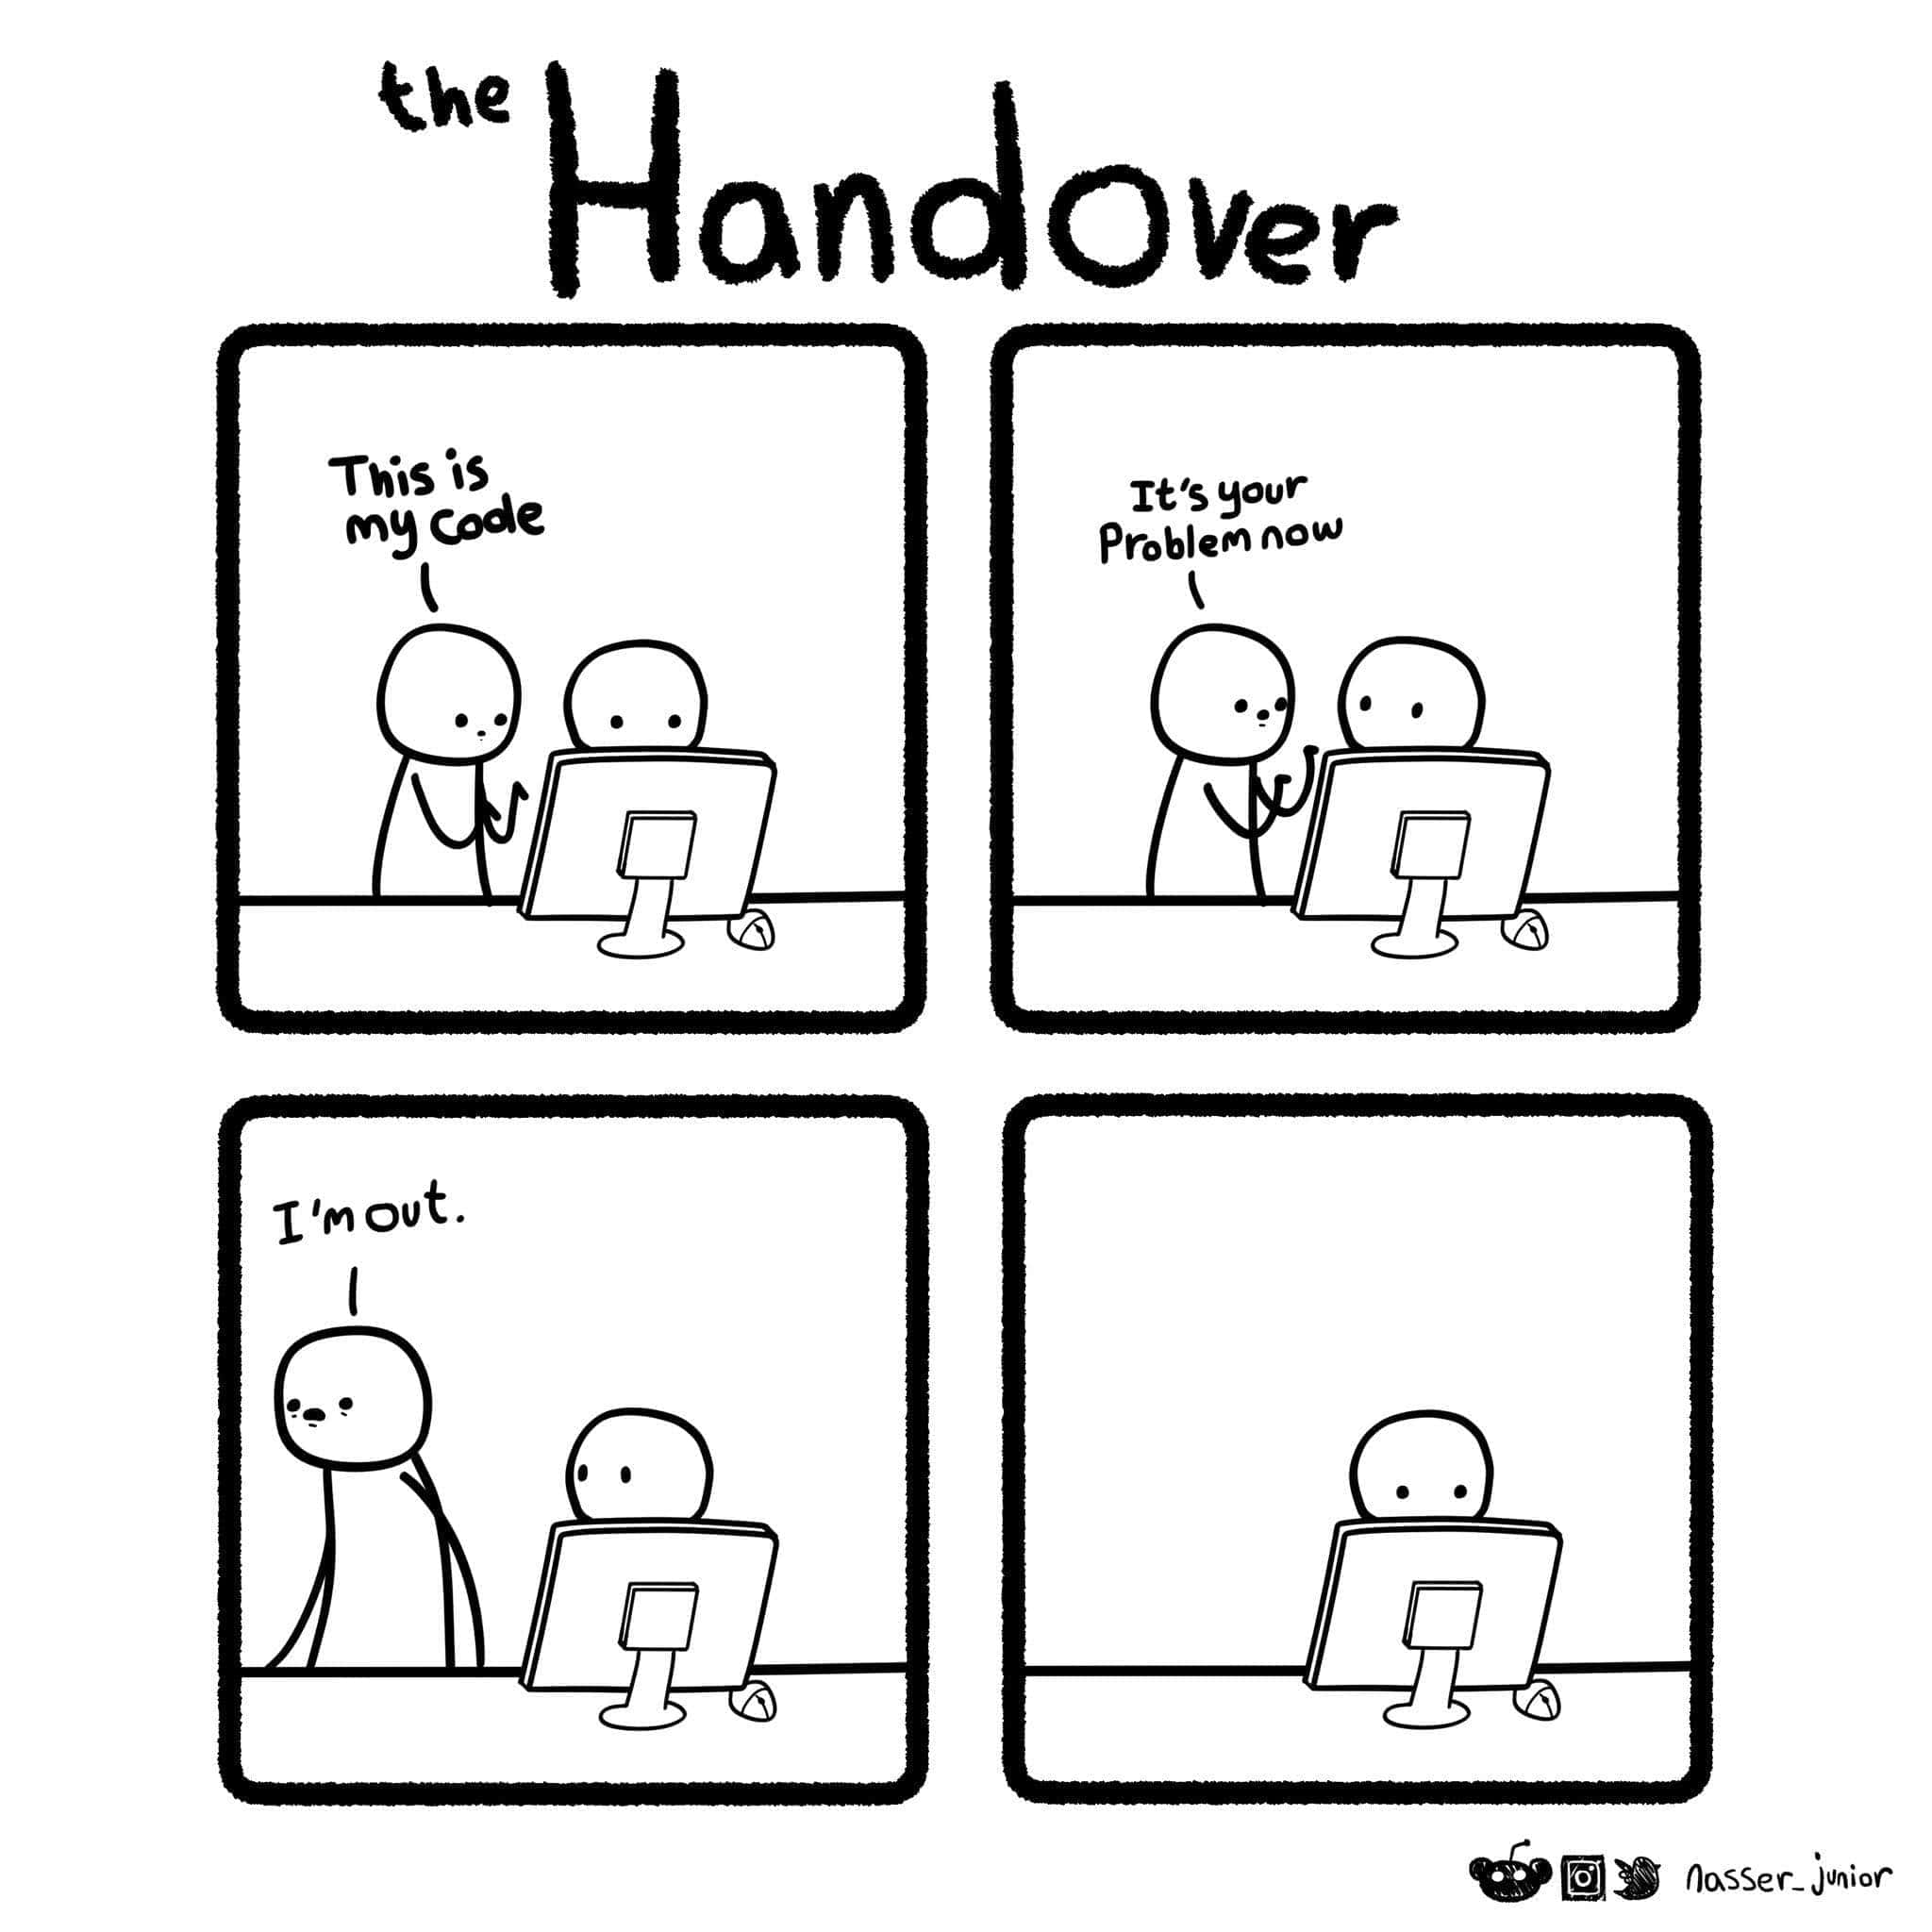 the Handover
This is
my code
It's your
Problem now
I'm out.
nasser_junior